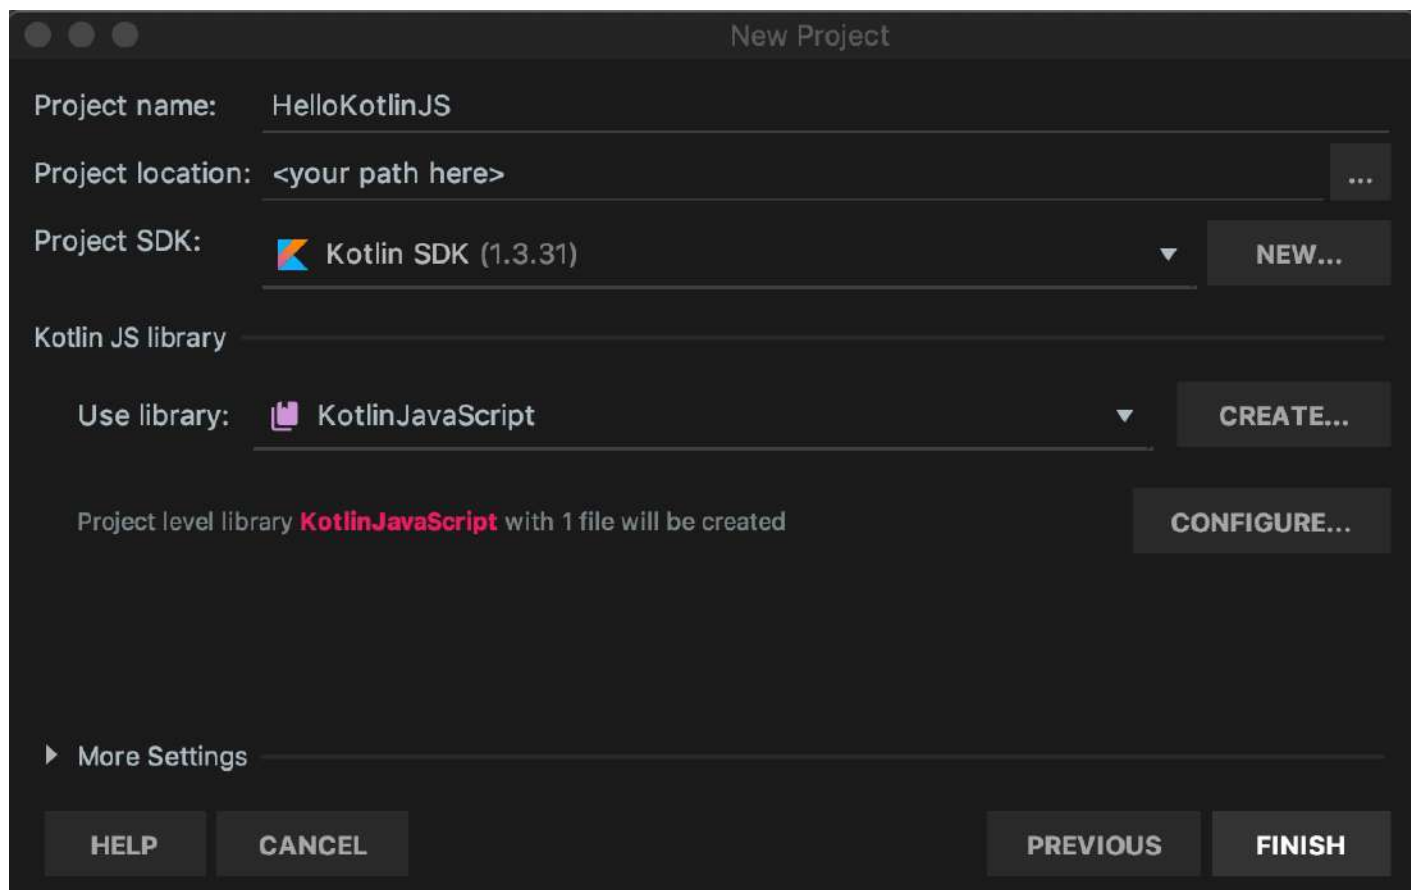 New Project
Project name: HelloKotlinJS
Project location: <your path here> ...
Project SDK: Kotlin SDK (1.3.31) NEW...
Kotlin JS library
Use library: KotlinJavaScript CREATE...
Project level library KotlinJavaScript with 1 file will be created CONFIGURE...
More Settings
HELP CANCEL PREVIOUS FINISH